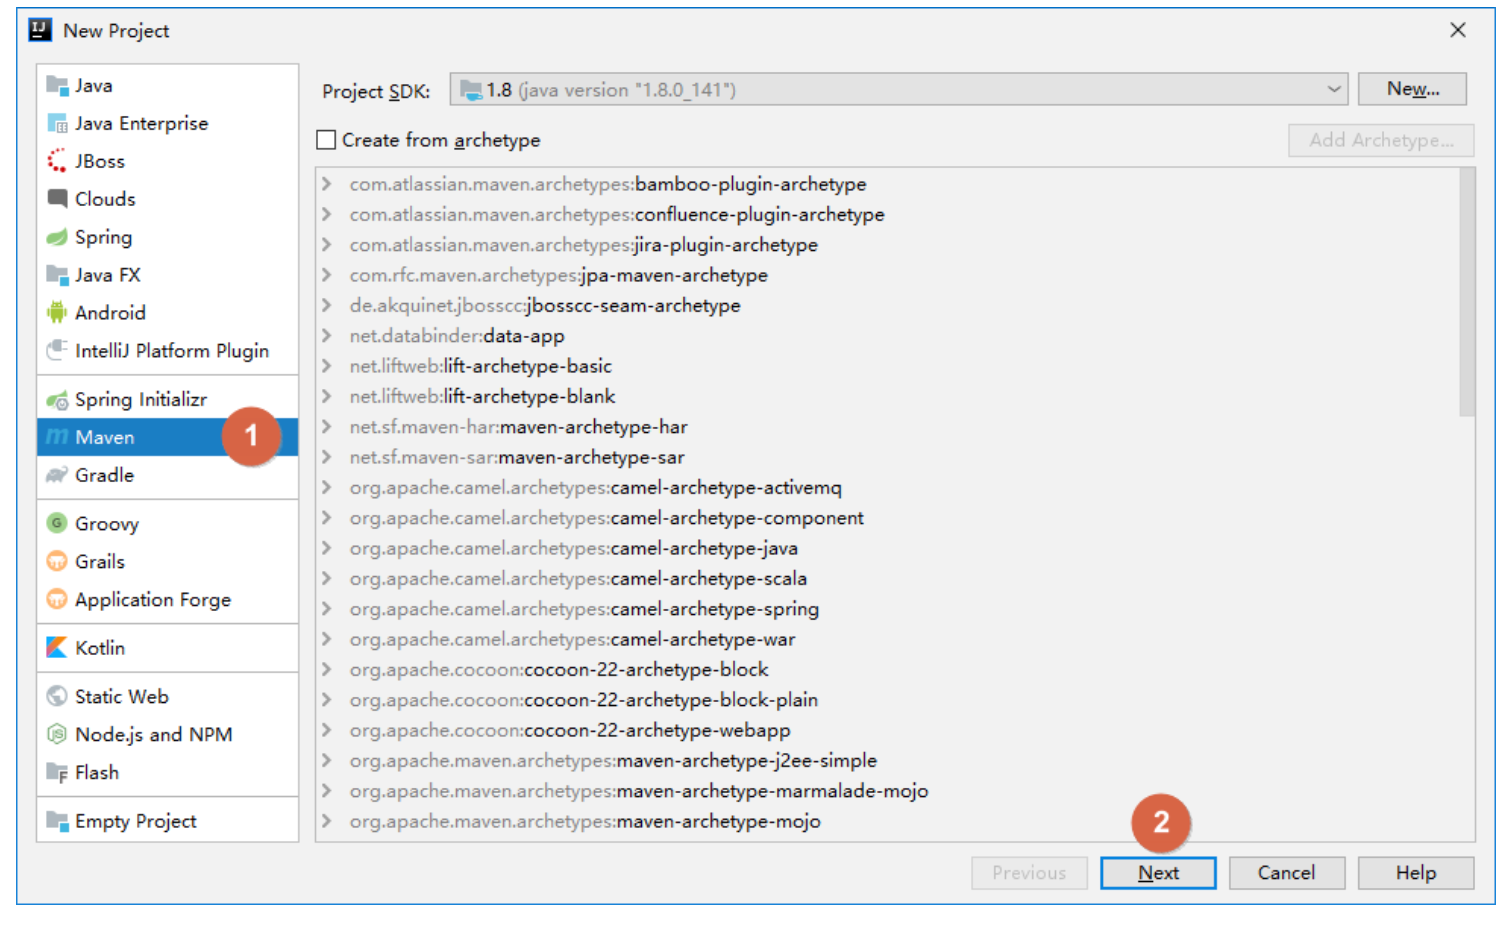 New Project
Java
Java Enterprise
JBoss
Clouds
Spring
Java FX
Android
IntelliJ Platform Plugin
Spring Initializr
Maven 1
Gradle
Groovy
Grails
Application Forge
Kotlin
Static Web
Node.js and NPM
Flash
Empty Project
Project SDK: 1.8 (java version "1.8.0_141") New...
Create from archetype Add Archetype...
com.atlassian.maven.archetypes:bamboo-plugin-archetype
com.atlassian.maven.archetypes:confluence-plugin-archetype
com.atlassian.maven.archetypes:jira-plugin-archetype
com.rfc.maven.archetypes:jpa-maven-archetype
de.akquinet.jbosscc:jbosscc-seam-archetype
net.databinder:data-app
net.liftweb:lift-archetype-basic
net.liftweb:lift-archetype-blank
net.sf.maven-har:maven-archetype-har
net.sf.maven-sar:maven-archetype-sar
org.apache.camel.archetypes:camel-archetype-activemq
org.apache.camel.archetypes:camel-archetype-component
org.apache.camel.archetypes:camel-archetype-java
org.apache.camel.archetypes:camel-archetype-scala
org.apache.camel.archetypes:camel-archetype-spring
org.apache.camel.archetypes:camel-archetype-war
org.apache.cocoon:cocoon-22-archetype-block
org.apache.cocoon:cocoon-22-archetype-block-plain
org.apache.cocoon:cocoon-22-archetype-webapp
org.apache.maven.archetypes:maven-archetype-j2ee-simple
org.apache.maven.archetypes:maven-archetype-marmalade-mojo
org.apache.maven.archetypes:maven-archetype-mojo
2
Previous Next Cancel Help